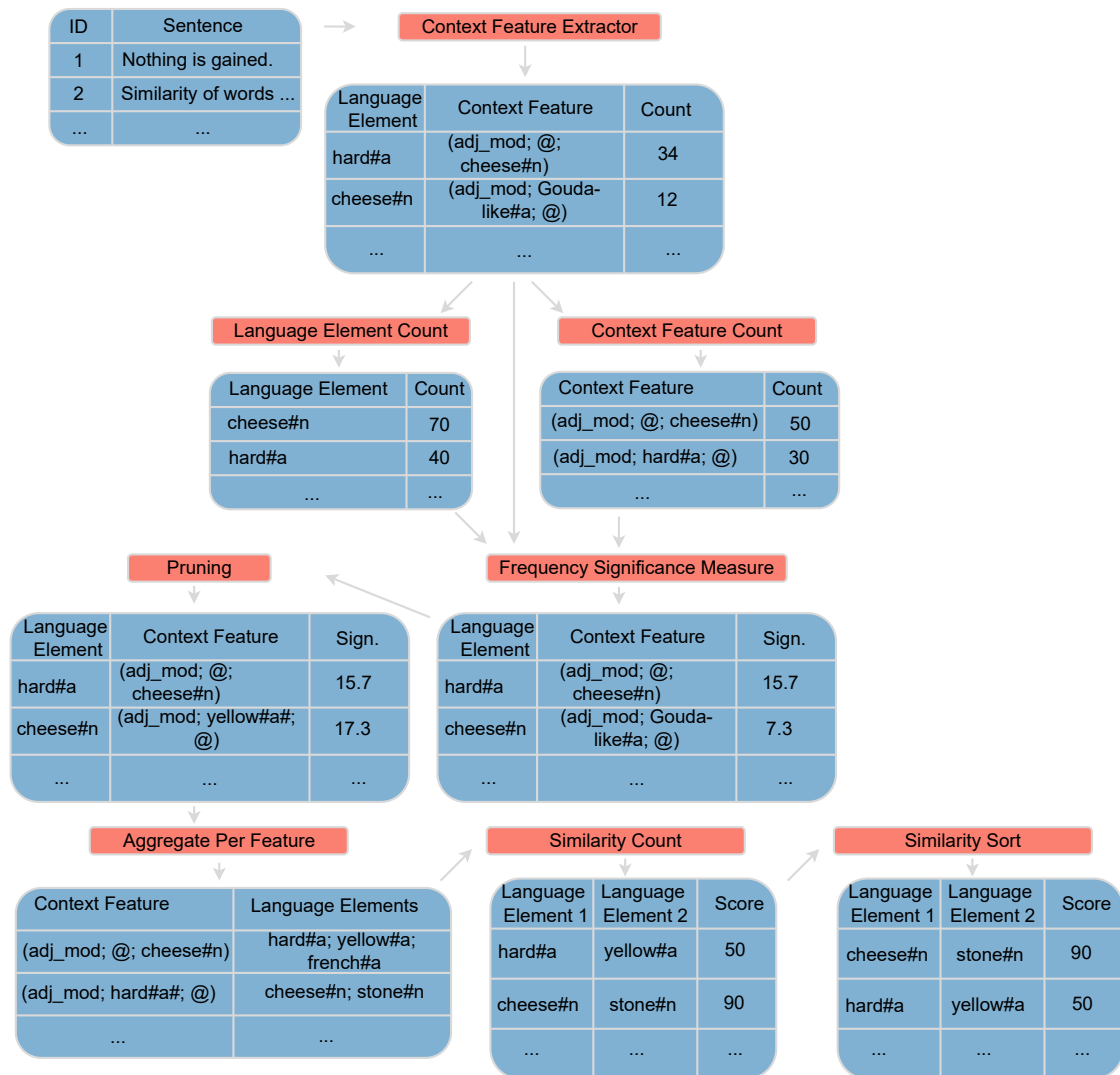 ID Sentence
1 Nothing is gained.
2 Similarity of words ...
... ...
Context Feature Extractor
Language
Element Context Feature Count
hard#a (adj_mod; @;
cheese#n) 34
cheese#n (adj_mod; Gouda-
like#a; @) 12
... ... ...
Language Element Count
Language Element Count
cheese#n 70
hard#a 40
... ...
Context Feature Count
Context Feature Count
(adj_mod; @; cheese#n) 50
(adj_mod; hard#a; @) 30
... ...
Pruning
Language
Element Context Feature Sign.
hard#a (adj_mod; @;
cheese#n) 15.7
cheese#n (adj_mod; yellow#a#;
@) 17.3
... ... ...
Frequency Significance Measure
Language
Element Context Feature Sign.
hard#a (adj_mod; @;
cheese#n) 15.7
cheese#n (adj_mod; Gouda-
like#a; @) 7.3
... ... ...
Aggregate Per Feature
Context Feature Language Elements
(adj_mod; @; cheese#n) hard#a; yellow#a;
french#a
(adj_mod; hard#a#; @) cheese#n; stone#n
... ...
Similarity Count
Language Language
Element 1 Element 2 Score
hard#a yellow#a 50
cheese#n stone#n 90
... ... ...
Similarity Sort
Language Language
Element 1 Element 2 Score
cheese#n stone#n 90
hard#a yellow#a 50
... ... ...